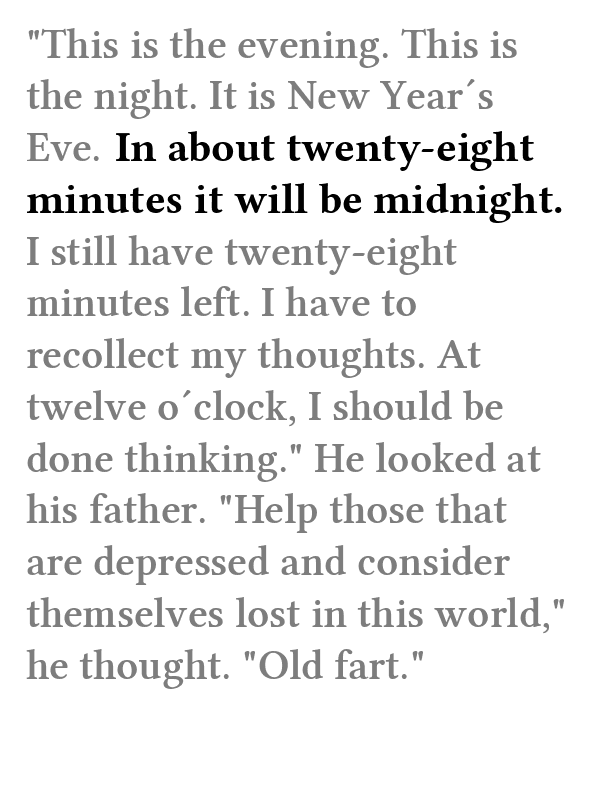 "This is the evening. This is
the night. It is New Year´s
Eve. In about twenty-eight
minutes it will be midnight.
I still have twenty-eight
minutes left. I have to
recollect my thoughts. At
twelve o´clock, I should be
done thinking." He looked at
his father. "Help those that
are depressed and consider
themselves lost in this world,"
he thought. "Old fart."